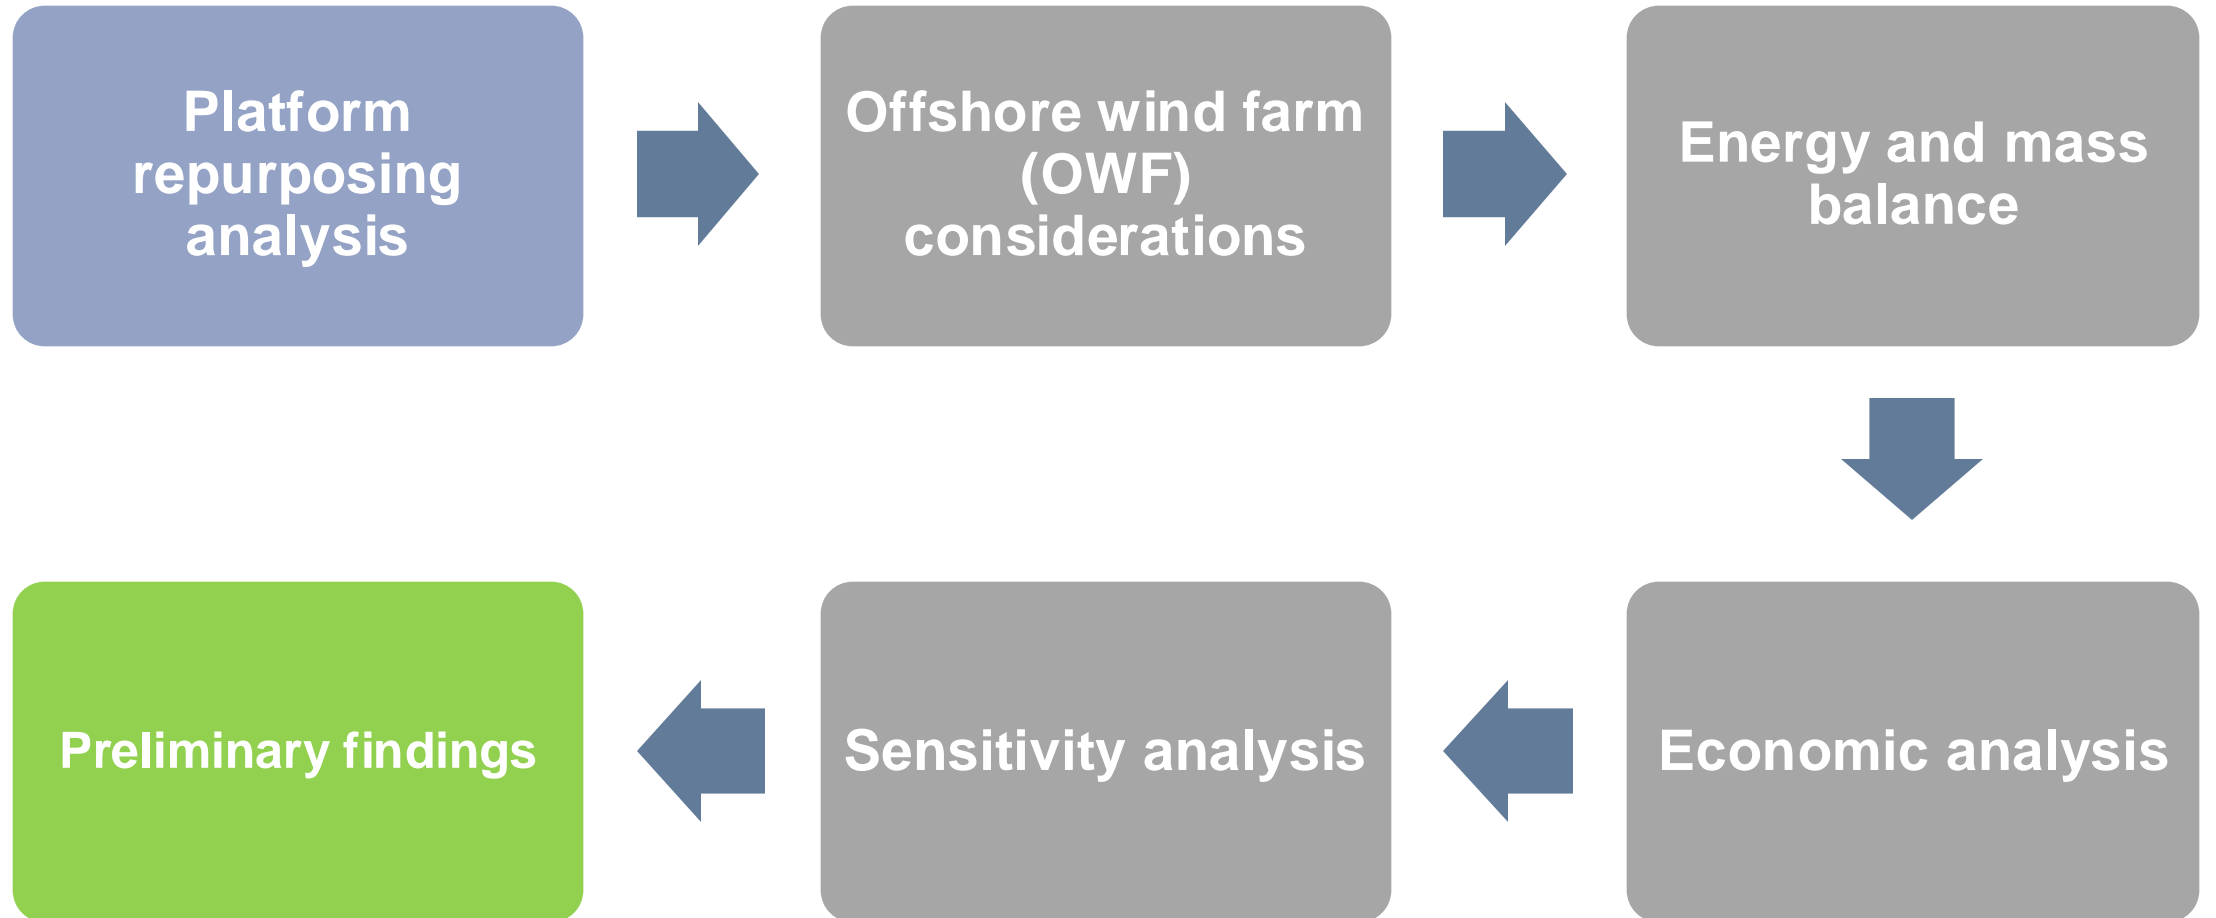 Platform
repurposing
analysis
Offshore wind farm
(OWF)
considerations
Energy and mass
balance
Economic analysis
Sensitivity analysis
Preliminary findings